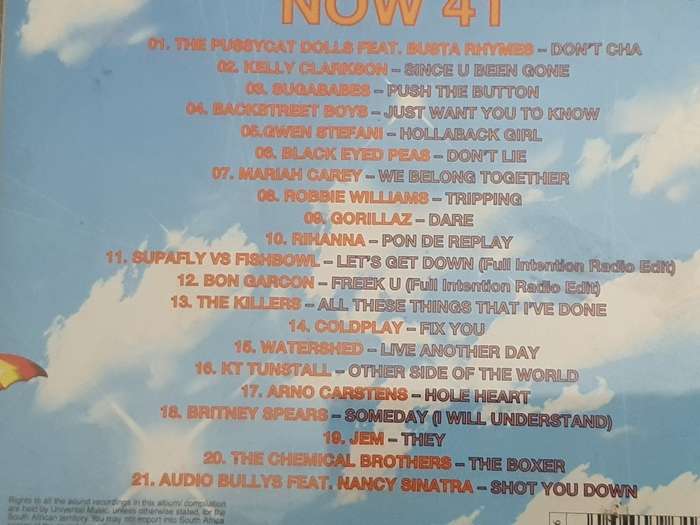 NOW 41
01. THE PUSSYCAT DOLLS FEAT. BUSTA RHYMES – DON'T CHA
02. KELLY CLARKSON – SINCE U BEEN GONE
03. SUGABABES – PUSH THE BUTTON
04. BACKSTREET BOYS – JUST WANT YOU TO KNOW
05.GWEN STEFANI – HOLLABACK GIRL
06. BLACK EYED PEAS – DON'T LIE
07. MARIAH CAREY – WE BELONG TOGETHER
08. ROBBIE WILLIAMS – TRIPPING
09. GORILLAZ – DARE
10. RIHANNA – PON DE REPLAY
11. SUPAFLY VS FISHBOWL – LET'S GET DOWN (Full Intention Radio Edit)
12. BON GARCON – FREEK U (Full Intention Radio Edit)
13. THE KILLERS – ALL THESE THINGS THAT I'VE DONE
14. COLDPLAY – FIX YOU
15. WATERSHED – LIVE ANOTHER DAY
16. KT TUNSTALL – OTHER SIDE OF THE WORLD
17. ARNO CARSTENS – HOLE HEART
18. BRITNEY SPEARS – SOMEDAY (I WILL UNDERSTAND)
19. JEM – THEY
20. THE CHEMICAL BROTHERS – THE BOXER
21. AUDIO BULLYS FEAT. NANCY SINATRA – SHOT YOU DOWN
Rights to all the sound recordings in this album/ compilation
are held by Universal Music, unless otherwise stated, for the
South African territory. You may not import into South Africa